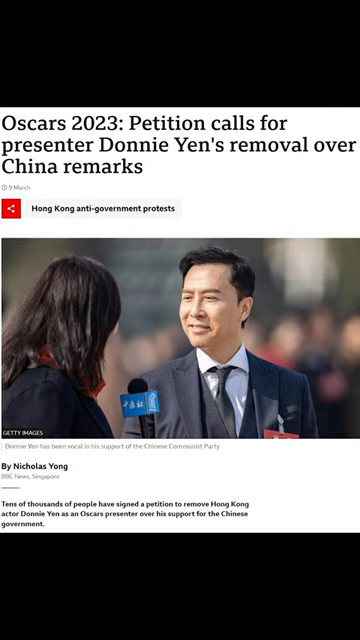 Oscars 2023: Petition calls for
presenter Donnie Yen's removal over
China remarks
9 March
Hong Kong anti-government protests
GETTY IMAGES
Donnie Yen has been vocal in his support of the Chinese Communist Party
By Nicholas Yong
BBC News, Singapore
Tens of thousands of people have signed a petition to remove Hong Kong
actor Donnie Yen as an Oscars presenter over his support for the Chinese
government.